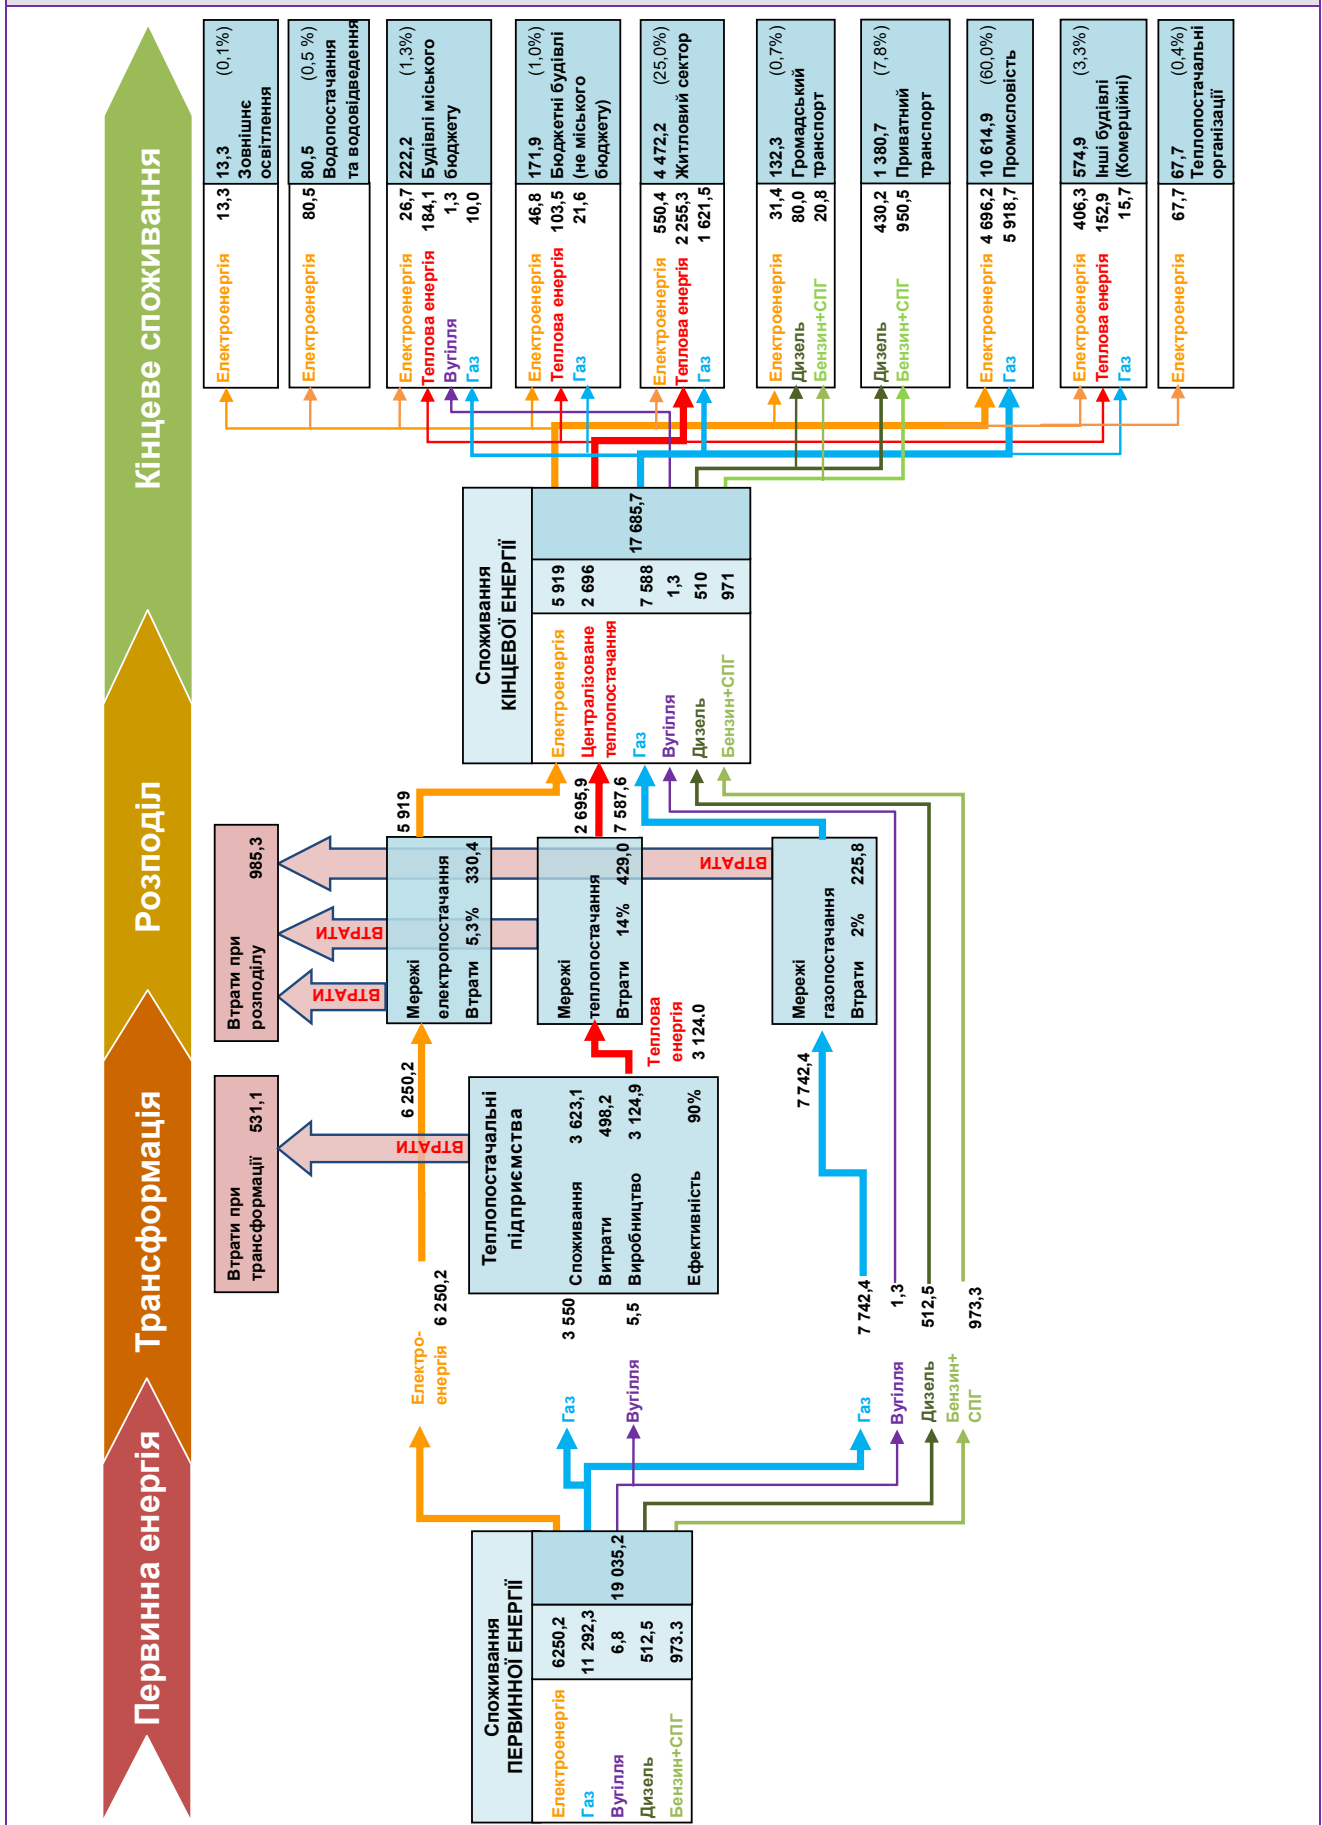 Первинна енергія
Трансформація
Розподіл
Кінцеве споживання
Споживання
ПЕРВИННОЇ ЕНЕРГІЇ
Електроенергія 6250,2
Газ 11 292,3
Вугілля 6,8
Дизель 512,5
Бензин+СПГ 973.3
19 035,2
Електро-
енергія
6 250,2
6 250,2
Газ
3 550
Вугілля
5,5
Газ
7 742,4
7 742,4
Вугілля
1,3
Дизель
512,5
Бензин+
СПГ
973,3
Втрати при
трансформації 531,1
ВТРАТИ
Теплопостачальні
підприємства
Споживання 3 623,1
Витрати 498,2
Виробництво 3 124,9
Ефективність 90%
Теплова
енергія
3 124.0
Втрати при
розподілу 985,3
ВТРАТИ
ВТРАТИ
ВТРАТИ
Мережі
електропостачання
Втрати 5,3% 330,4
Мережі
теплопостачання
Втрати 14% 429,0
Мережі
газопостачання
Втрати 2% 225,8
5 919
2 695,9
7 587,6
Споживання
КІНЦЕВОЇ ЕНЕРГІЇ
Електроенергія 5 919
Централізоване
теплопостачання 2 696
Газ 7 588
Вугілля 1,3
Дизель 510
Бензин+СПГ 971
17 685,7
Електроенергія 13,3
13,3 (0,1%)
Зовнішнє
освітлення
Електроенергія 80,5
80,5 (0,5 %)
Водопостачання
та водовідведення
Електроенергія 26,7
Теплова енергія 184,1
Вугілля 1,3
Газ 10,0
222,2 (1,3%)
Будівлі міського
бюджету
Електроенергія 46,8
Теплова енергія 103,5
Газ 21,6
171,9 (1,0%)
Бюджетні будівлі
(не міського
бюджету)
Електроенергія 550,4
Теплова енергія 2 255,3
Газ 1 621,5
4 472,2 (25,0%)
Житловий сектор
Електроенергія 31,4
Дизель 80,0
Бензин+СПГ 20,8
132,3 (0,7%)
Громадський
транспорт
Дизель 430,2
Бензин+СПГ 950,5
1 380,7 (7,8%)
Приватний
транспорт
Електроенергія 4 696,2
Газ 5 918,7
10 614,9 (60,0%)
Промисловість
Електроенергія 406,3
Теплова енергія 152,9
Газ 15,7
574,9 (3,3%)
Інші будівлі
(Комерційні)
Електроенергія 67,7
67,7 (0,4%)
Теплопостачальні
організації